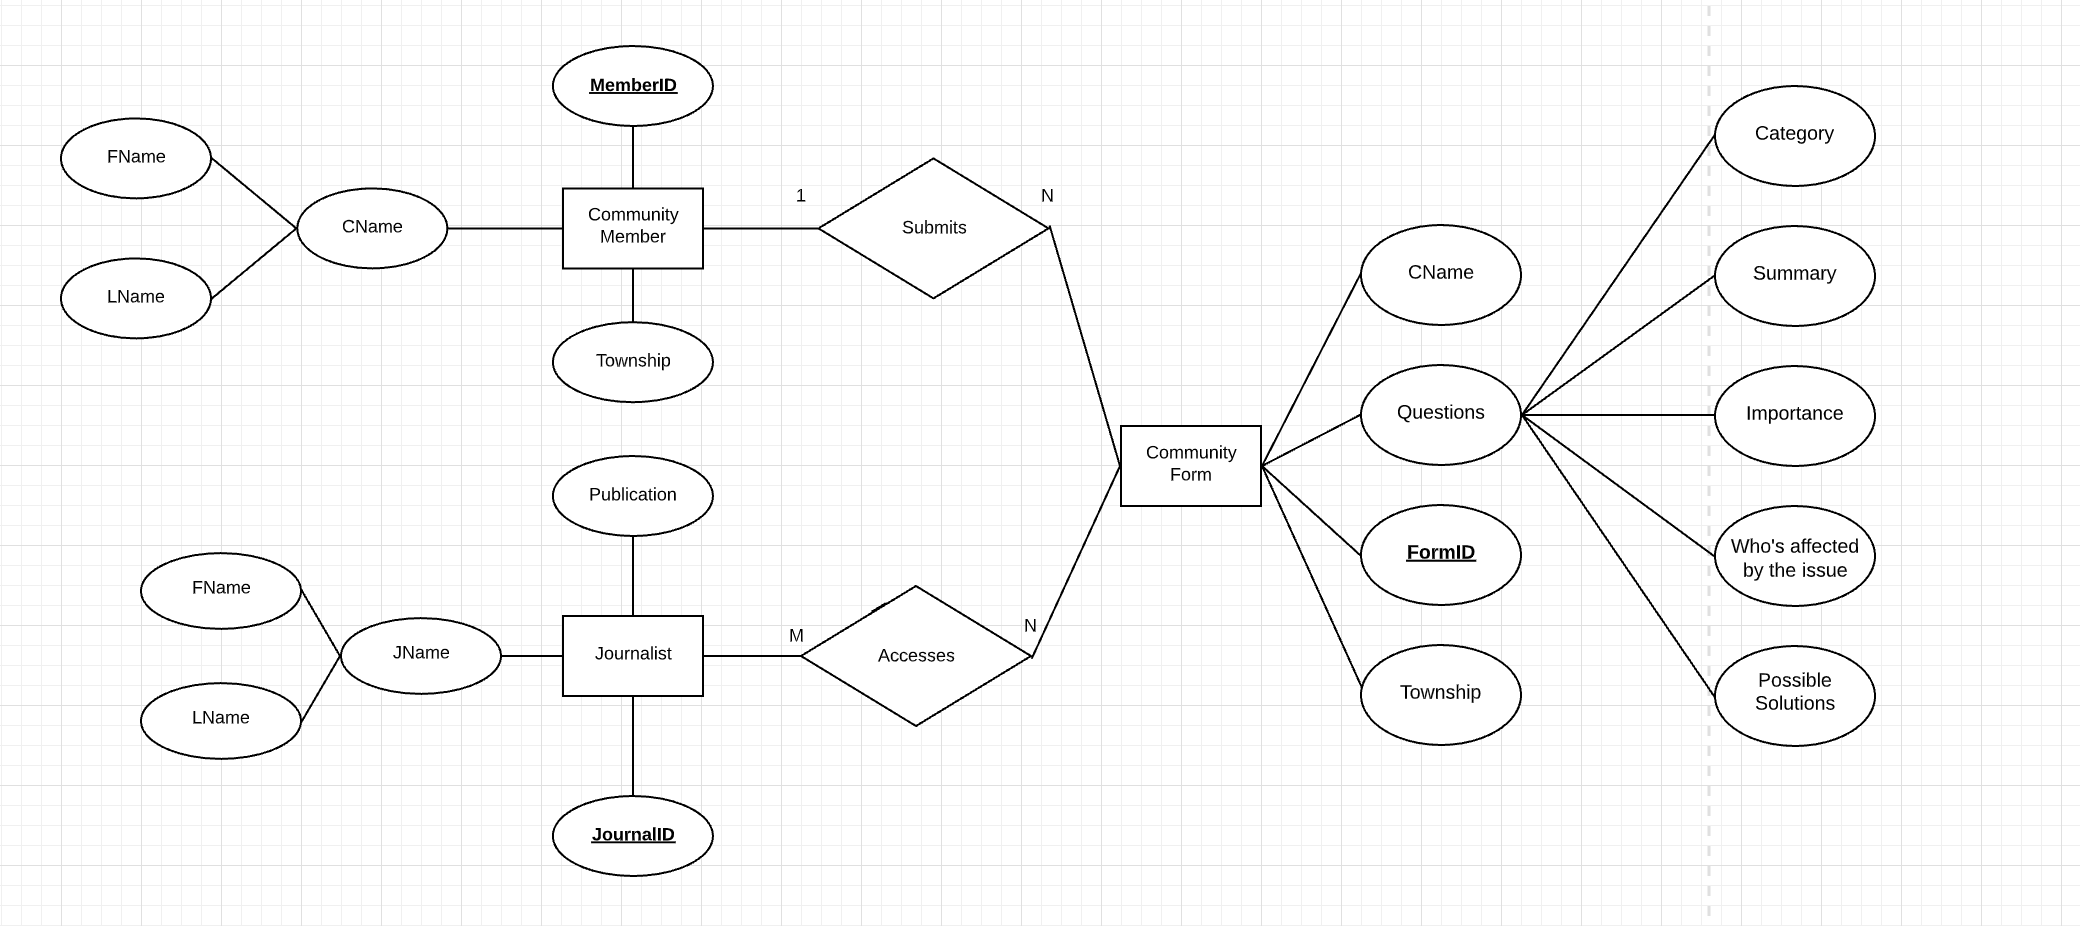 MemberID
FName
LName
CName
Community
Member
Township
1
Submits
N
Publication
FName
LName
JName
Journalist
JournalID
M
Accesses
N
Community
Form
CName
Questions
FormID
Township
Category
Summary
Importance
Who's affected
by the issue
Possible
Solutions